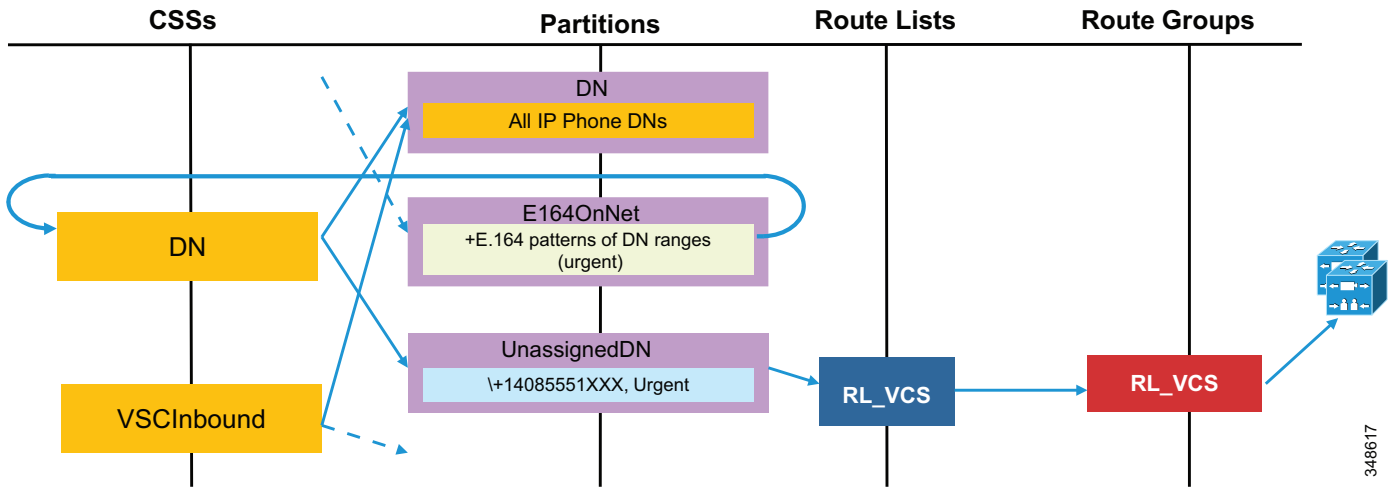 CSSs
Partitions
Route Lists
Route Groups
DN
All IP Phone DNs
E164OnNet
+E.164 patterns of DN ranges
(urgent)
DN
UnassignedDN
\+14085551XXX, Urgent
VSCInbound
RL_VCS
RL_VCS
348617